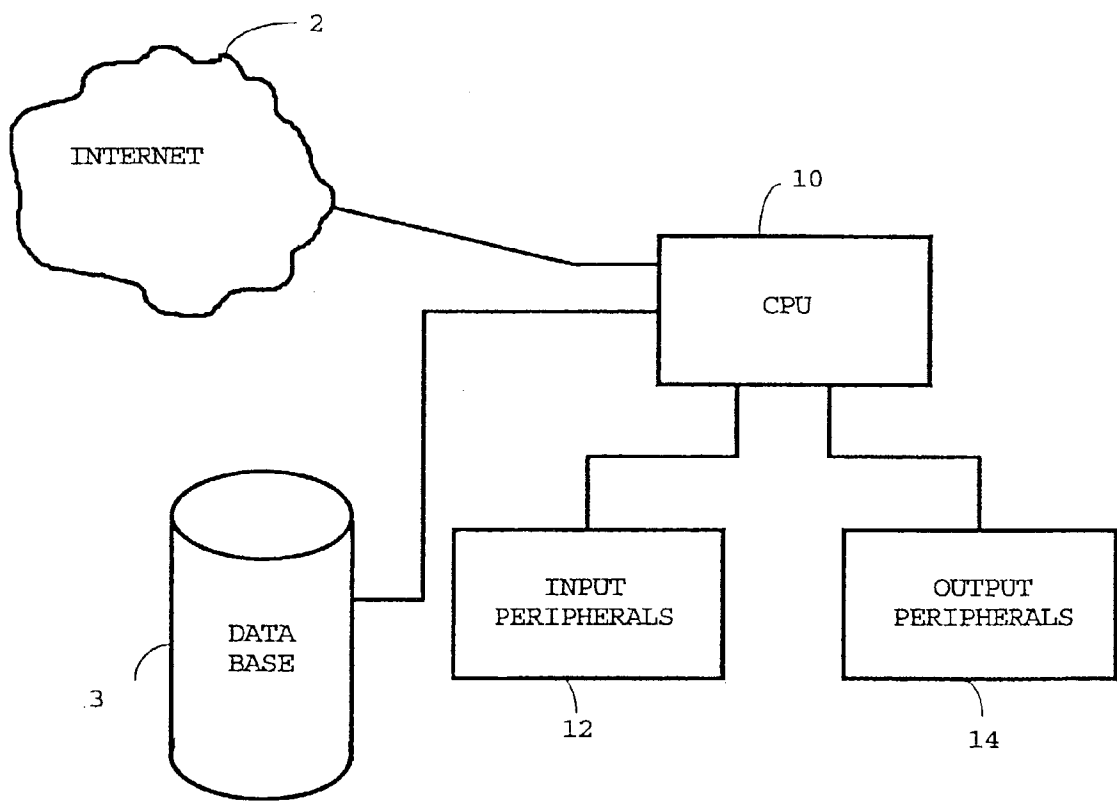 2
INTERNET
10
CPU
INPUT
PERIPHERALS
OUTPUT
PERIPHERALS
DATA
BASE
3
12
14